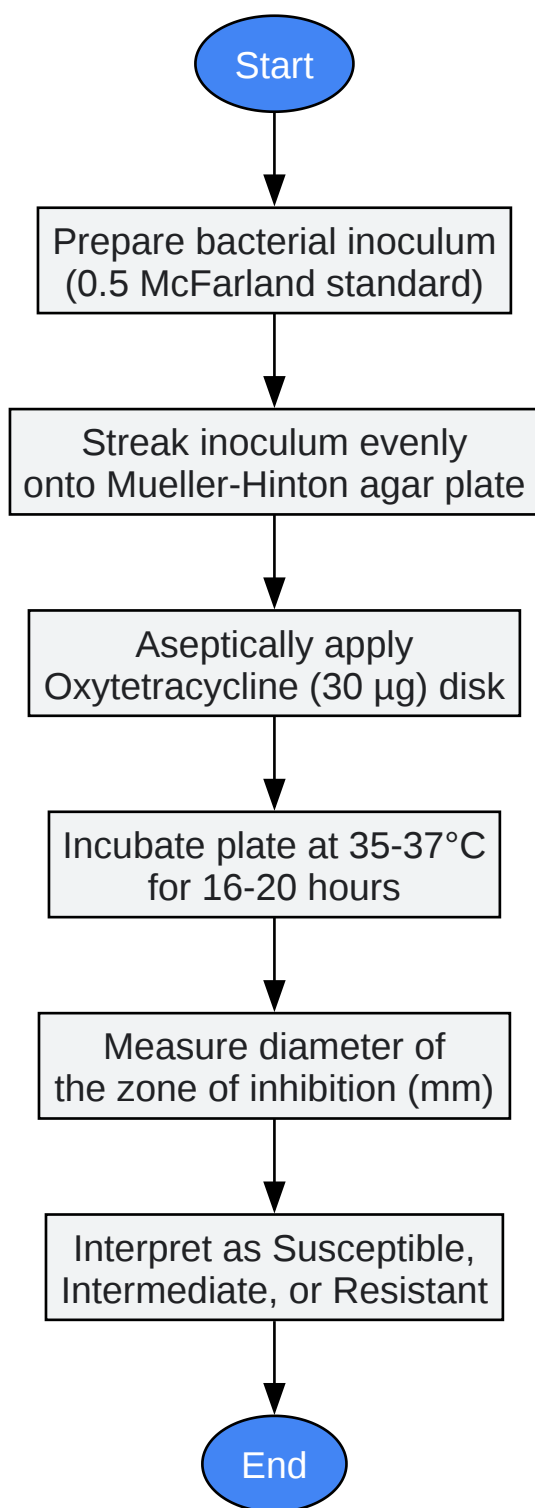 Start
Prepare bacterial inoculum
(0.5 McFarland standard)
Streak inoculum evenly
onto Mueller-Hinton agar plate
Aseptically apply
Oxytetracycline (30 µg) disk
Incubate plate at 35-37°C
for 16-20 hours
Measure diameter of
the zone of inhibition (mm)
Interpret as Susceptible,
Intermediate, or Resistant
End